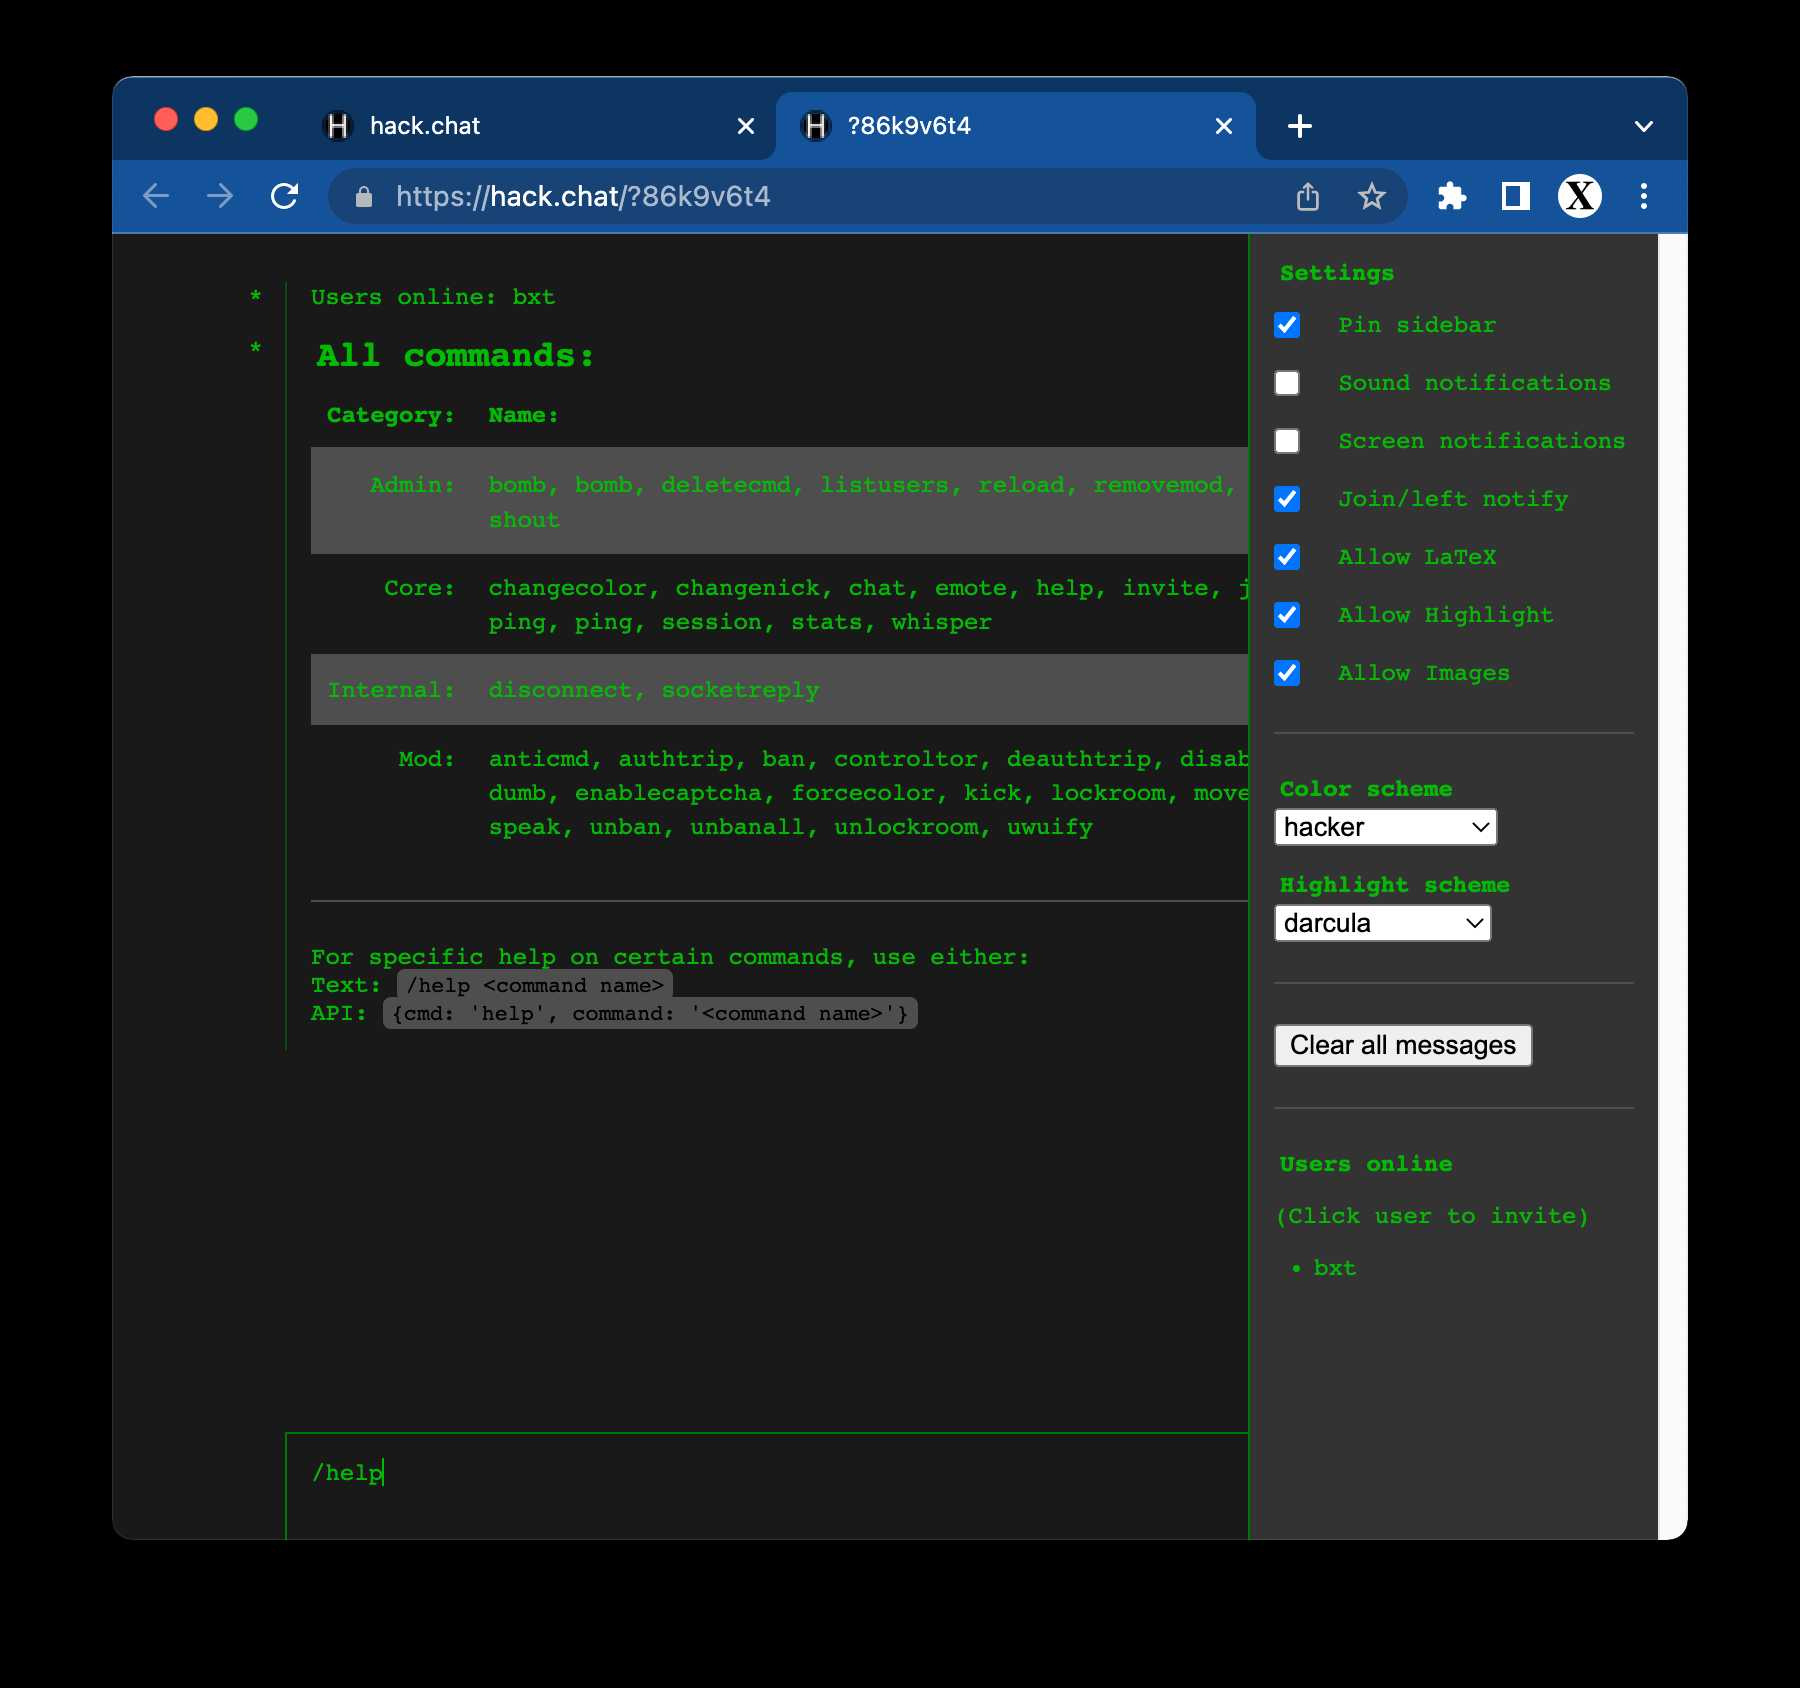 hack.chat
?86k9v6t4
https://hack.chat/?86k9v6t4
* Users online: bxt
* All commands:
Category: Name:
Admin: bomb, bomb, deletecmd, listusers, reload, removemod,
shout
Core: changecolor, changenick, chat, emote, help, invite, j
ping, ping, session, stats, whisper
Internal: disconnect, socketreply
Mod: anticmd, authtrip, ban, controltor, deauthtrip, disab
dumb, enablecaptcha, forcecolor, kick, lockroom, move
speak, unban, unbanall, unlockroom, uwuify
For specific help on certain commands, use either:
Text: /help <command name>
API: {cmd: 'help', command: '<command name>'}
/help
Settings
Pin sidebar
Sound notifications
Screen notifications
Join/left notify
Allow LaTeX
Allow Highlight
Allow Images
Color scheme
hacker
Highlight scheme
darcula
Clear all messages
Users online
(Click user to invite)
• bxt